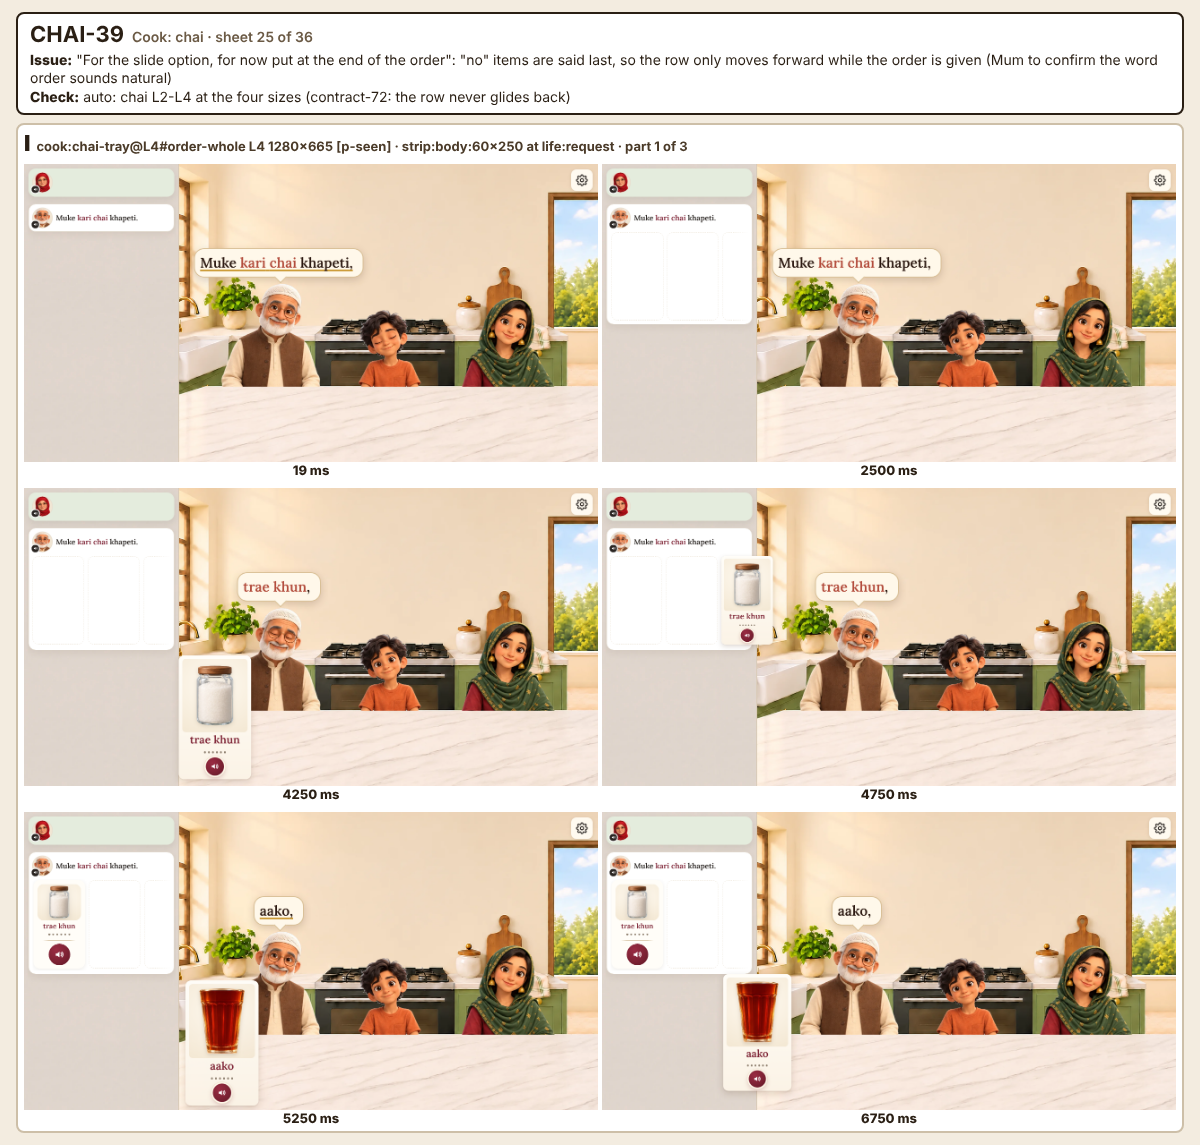 CHAI-39 Cook: chai · sheet 25 of 36
Issue: "For the slide option, for now put at the end of the order": "no" items are said last, so the row only moves forward while the order is given (Mum to confirm the word
order sounds natural)
Check: auto: chai L2-L4 at the four sizes (contract-72: the row never glides back)
cook:chai-tray@L4#order-whole L4 1280×665 [p-seen] · strip:body:60×250 at life:request · part 1 of 3
Muke kari chai khapeti.
Muke kari chai khapeti,
19 ms
Muke kari chai khapeti.
Muke kari chai khapeti,
2500 ms
Muke kari chai khapeti.
trae khun,
trae khun
4250 ms
Muke kari chai khapeti.
trae khun,
trae khun
4750 ms
Muke kari chai khapeti.
trae khun
aako,
aako
5250 ms
Muke kari chai khapeti.
trae khun
aako,
aako
6750 ms